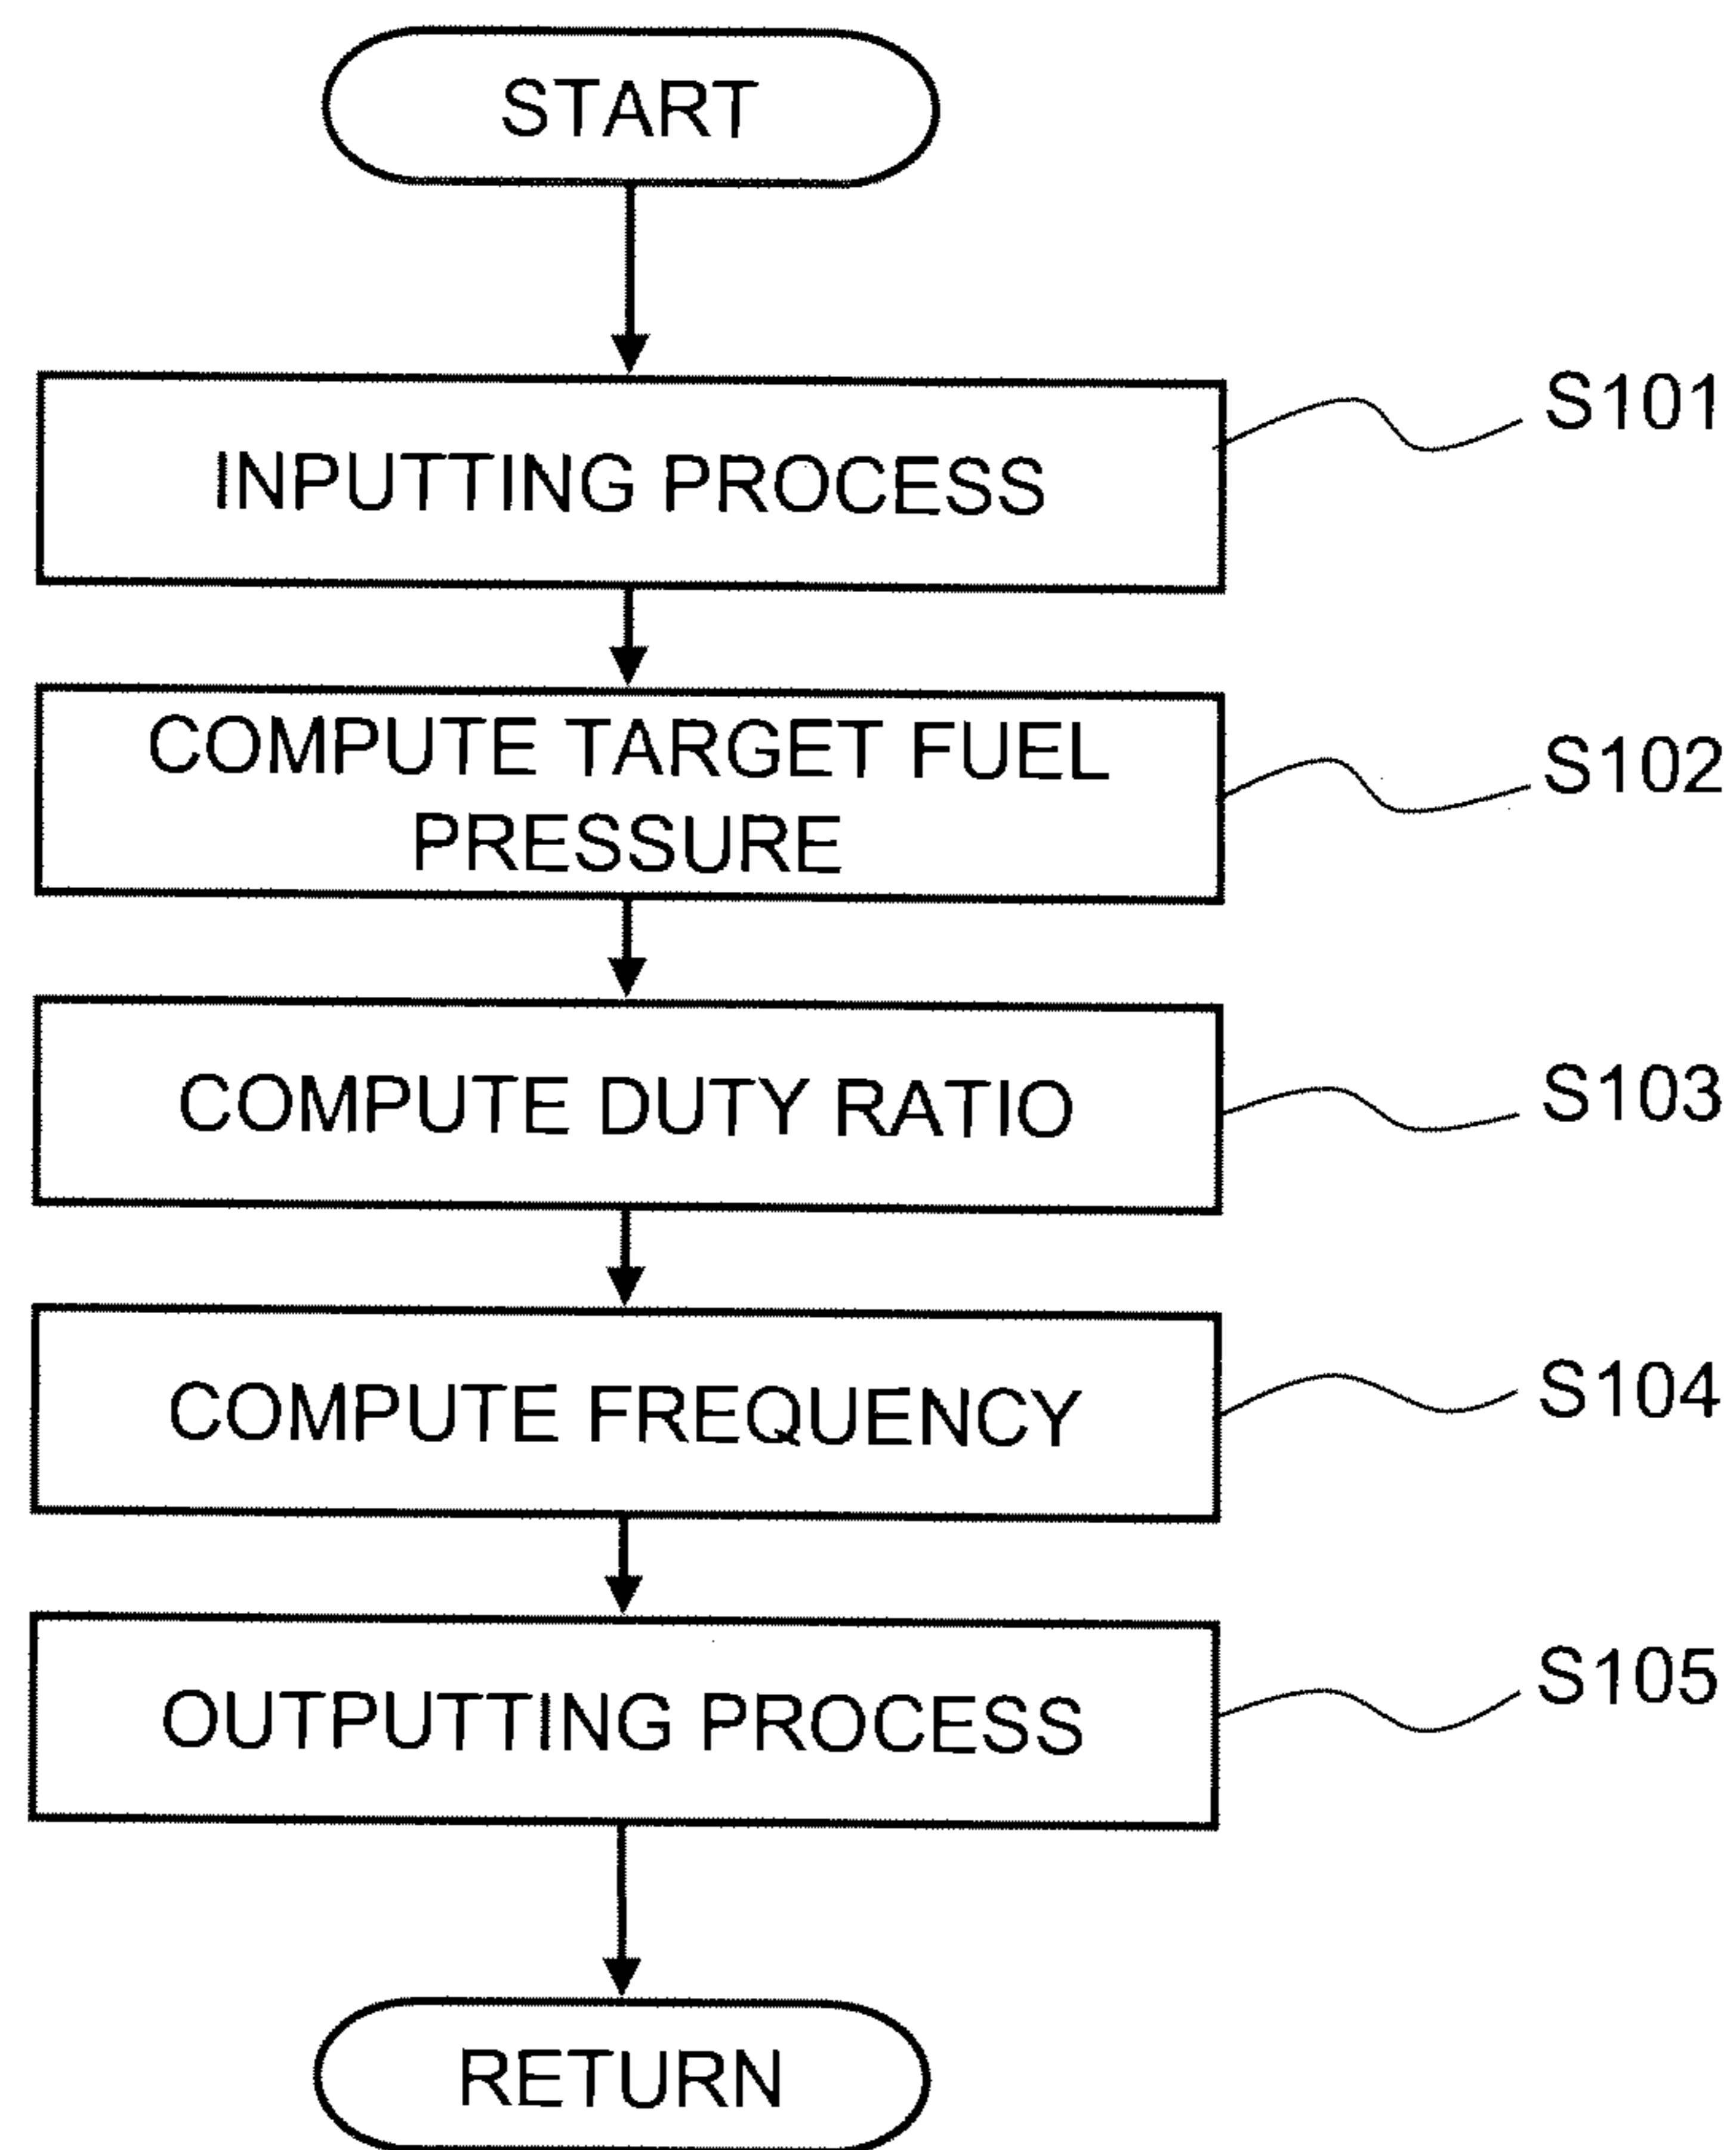 START
INPUTTING PROCESS
S101
COMPUTE TARGET FUEL
PRESSURE
S102
COMPUTE DUTY RATIO
S103
COMPUTE FREQUENCY
S104
OUTPUTTING PROCESS
S105
RETURN